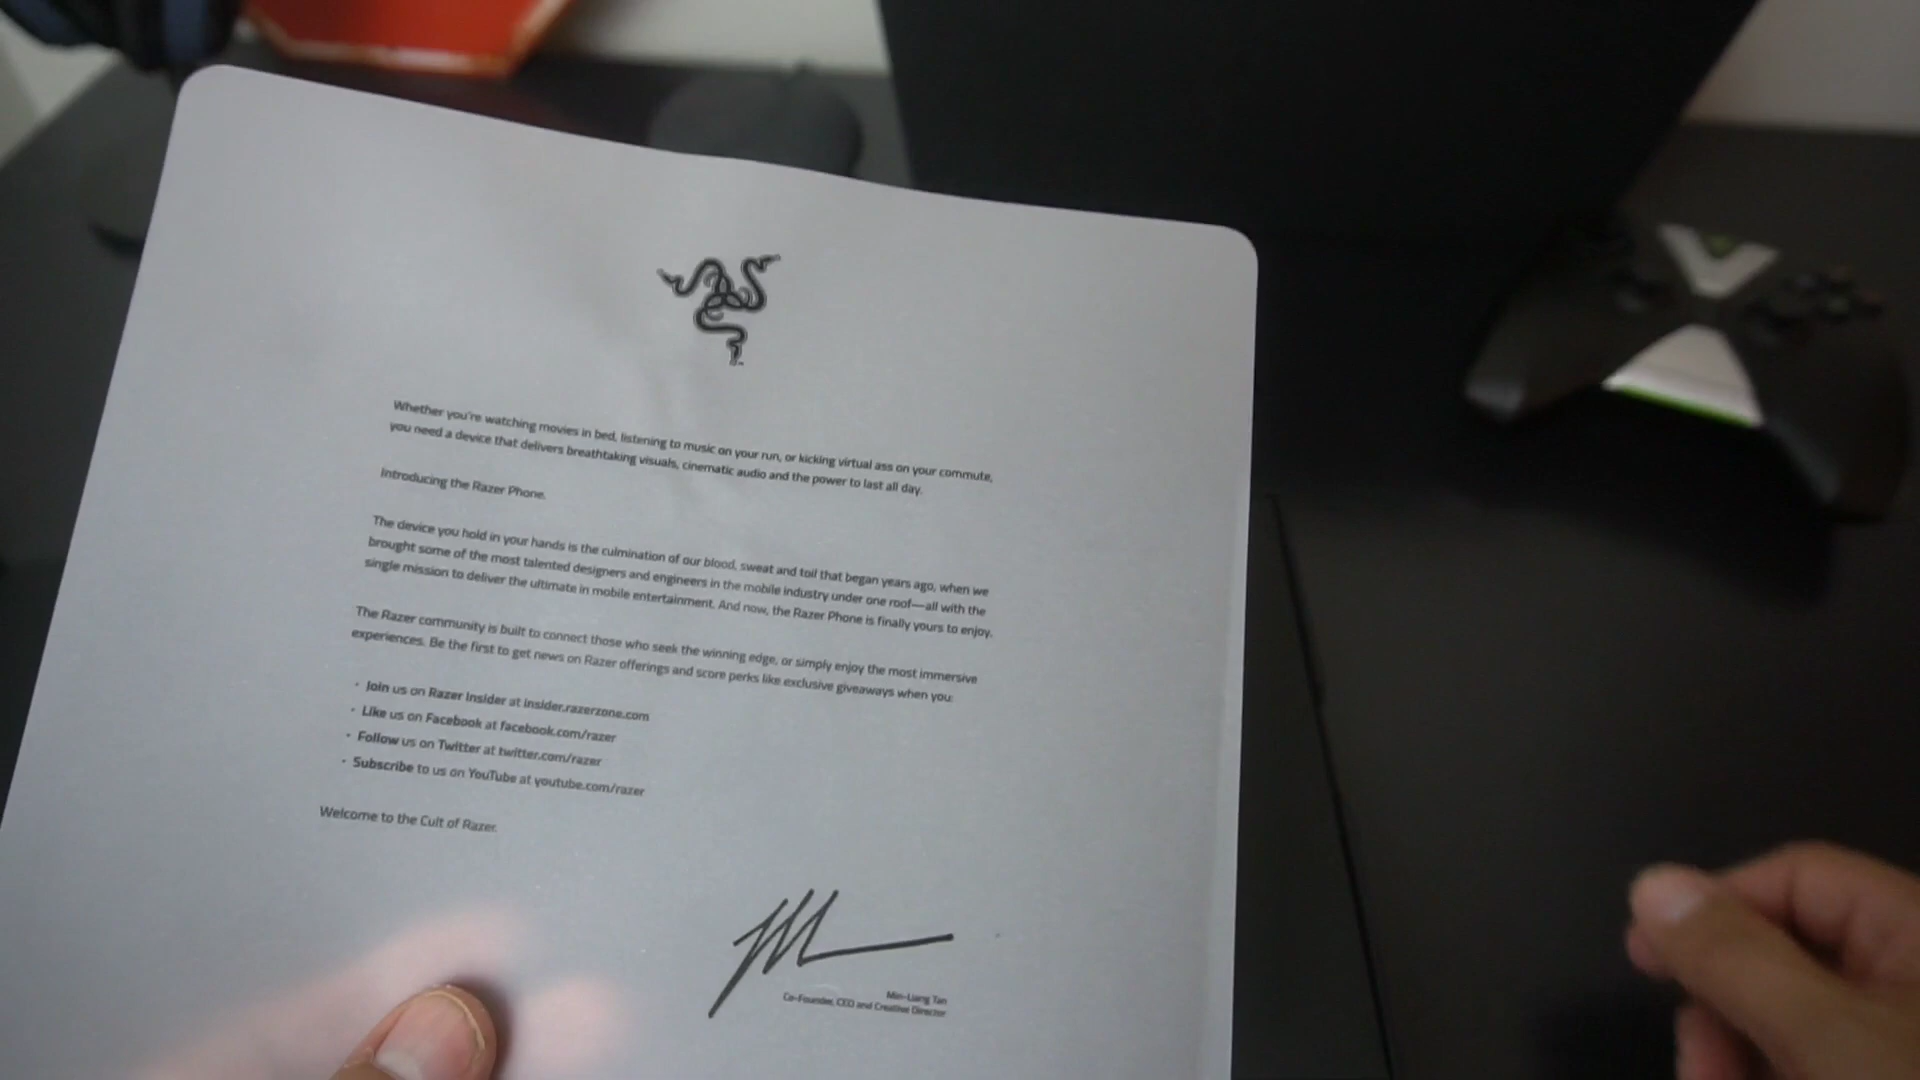 Whether you're watching movies in bed, listening to music on your run, or kicking virtual ass on your commute,
you need a device that delivers breathtaking visuals, cinematic audio and the power to last all day.
Introducing the Razer Phone.
The device you hold in your hands is the culmination of our blood, sweat and toil that began years ago, when we
brought some of the most talented designers and engineers in the mobile industry under one roof—all with the
single mission to deliver the ultimate in mobile entertainment. And now, the Razer Phone is finally yours to enjoy.
The Razer community is built to connect those who seek the winning edge, or simply enjoy the most immersive
experiences. Be the first to get news on Razer offerings and score perks like exclusive giveaways when you:
· Join us on Razer Insider at insider.razerzone.com
· Like us on Facebook at facebook.com/razer
· Follow us on Twitter at twitter.com/razer
· Subscribe to us on YouTube at youtube.com/razer
Welcome to the Cult of Razer.
Min-Liang Tan
Co-Founder, CEO and Creative Director